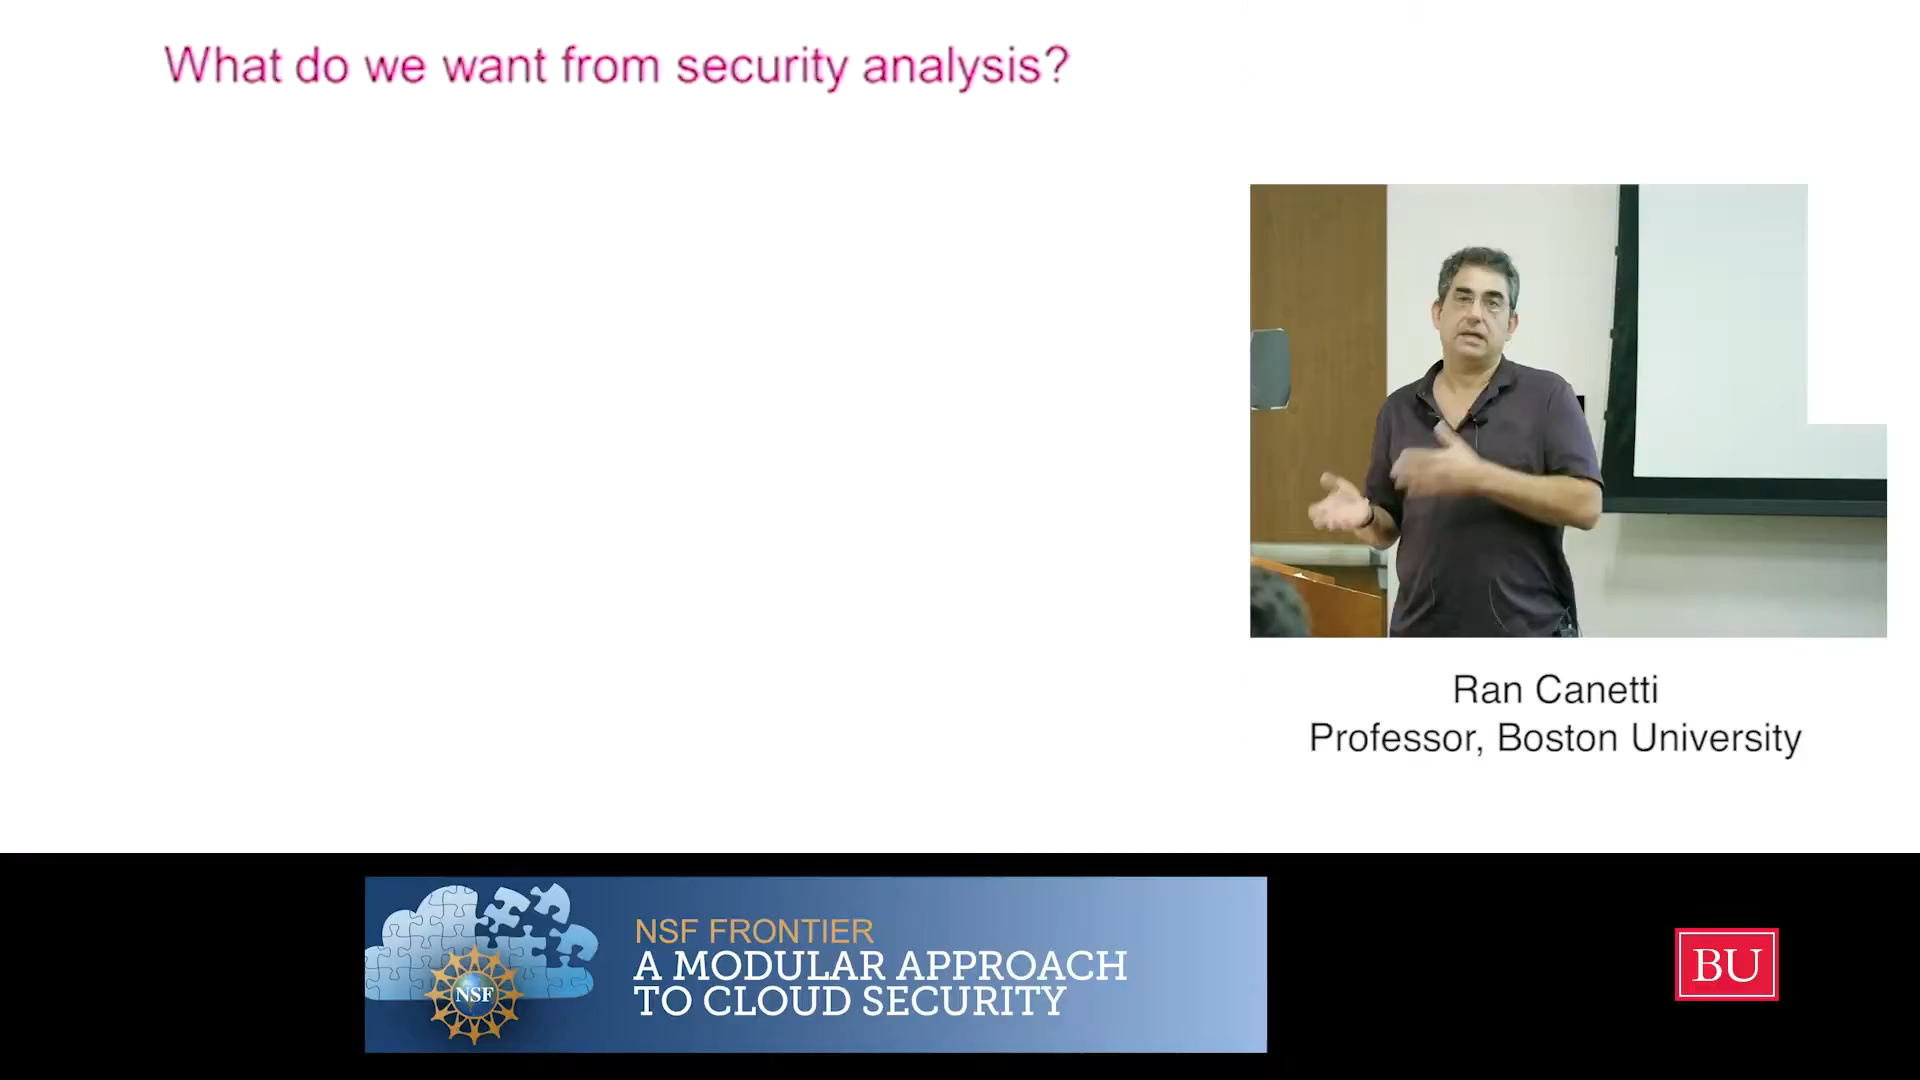 What do we want from security analysis?
Ran Canetti
Professor, Boston University
NSF
NSF FRONTIER
A MODULAR APPROACH
TO CLOUD SECURITY
BU